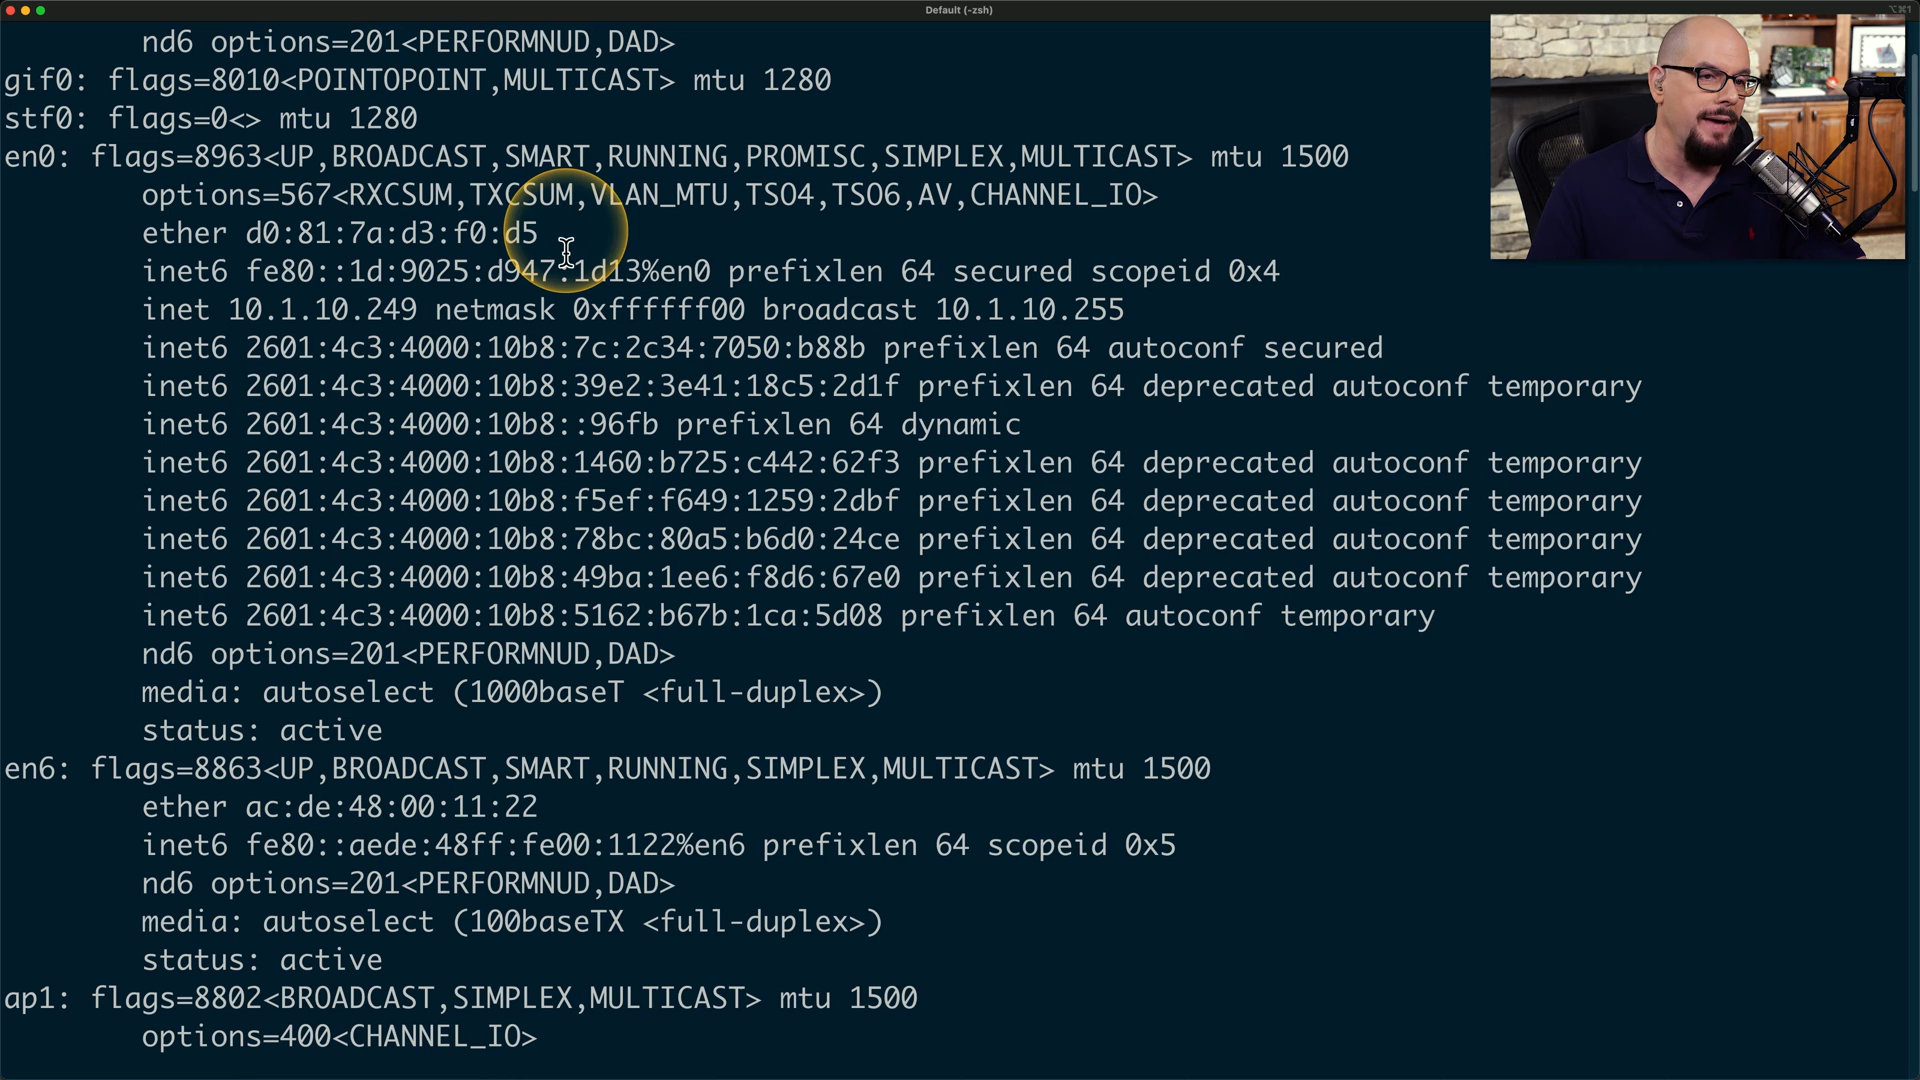 Default (-zsh)
⌥⌘1
nd6 options=201<PERFORMNUD,DAD>
gif0: flags=8010<POINTOPOINT,MULTICAST> mtu 1280
stf0: flags=0<> mtu 1280
en0: flags=8963<UP,BROADCAST,SMART,RUNNING,PROMISC,SIMPLEX,MULTICAST> mtu 1500
options=567<RXCSUM,TXCSUM,VLAN_MTU,TSO4,TSO6,AV,CHANNEL_IO>
ether d0:81:7a:d3:f0:d5
inet6 fe80::1d:9025:d947:1d13%en0 prefixlen 64 secured scopeid 0x4
inet 10.1.10.249 netmask 0xffffff00 broadcast 10.1.10.255
inet6 2601:4c3:4000:10b8:7c:2c34:7050:b88b prefixlen 64 autoconf secured
inet6 2601:4c3:4000:10b8:39e2:3e41:18c5:2d1f prefixlen 64 deprecated autoconf temporary
inet6 2601:4c3:4000:10b8::96fb prefixlen 64 dynamic
inet6 2601:4c3:4000:10b8:1460:b725:c442:62f3 prefixlen 64 deprecated autoconf temporary
inet6 2601:4c3:4000:10b8:f5ef:f649:1259:2dbf prefixlen 64 deprecated autoconf temporary
inet6 2601:4c3:4000:10b8:78bc:80a5:b6d0:24ce prefixlen 64 deprecated autoconf temporary
inet6 2601:4c3:4000:10b8:49ba:1ee6:f8d6:67e0 prefixlen 64 deprecated autoconf temporary
inet6 2601:4c3:4000:10b8:5162:b67b:1ca:5d08 prefixlen 64 autoconf temporary
nd6 options=201<PERFORMNUD,DAD>
media: autoselect (1000baseT <full-duplex>)
status: active
en6: flags=8863<UP,BROADCAST,SMART,RUNNING,SIMPLEX,MULTICAST> mtu 1500
ether ac:de:48:00:11:22
inet6 fe80::aede:48ff:fe00:1122%en6 prefixlen 64 scopeid 0x5
nd6 options=201<PERFORMNUD,DAD>
media: autoselect (100baseTX <full-duplex>)
status: active
ap1: flags=8802<BROADCAST,SIMPLEX,MULTICAST> mtu 1500
options=400<CHANNEL_IO>